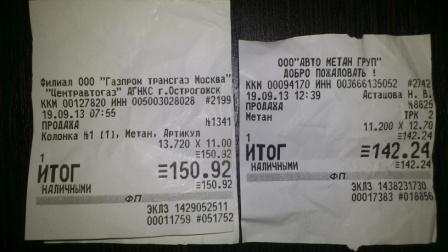 Филиал ООО "Газпром трансгаз Москва"
"Центравтогаз" АГНКС г.Острогожск
ККМ 00127820 ИНН 005003028028 #2199
19.09.13 07:55
ПРОДАЖА №1341
Колонка №1 (1), Метан, Артикул
13.720 X 11.00
1 ≡150.92
ИТОГ ≡150.92
НАЛИЧНЫМИ ≡150.92
ФП
ЭКЛЗ 1429052511
00011759 #051752
ООО"АВТО МЕТАН ГРУП"
ДОБРО ПОЖАЛОВАТЬ !
ККМ 00094170 ИНН 003666135052 #2742
19.09.13 12:39 Асташова Н. В.
ПРОДАЖА №8825
Метан ТРК 2
11.200 X 12.70
1 ≡142.24
ИТОГ ≡142.24
НАЛИЧНЫМИ ≡142.24
ФП
ЭКЛЗ 1438231730
00017383 #018856